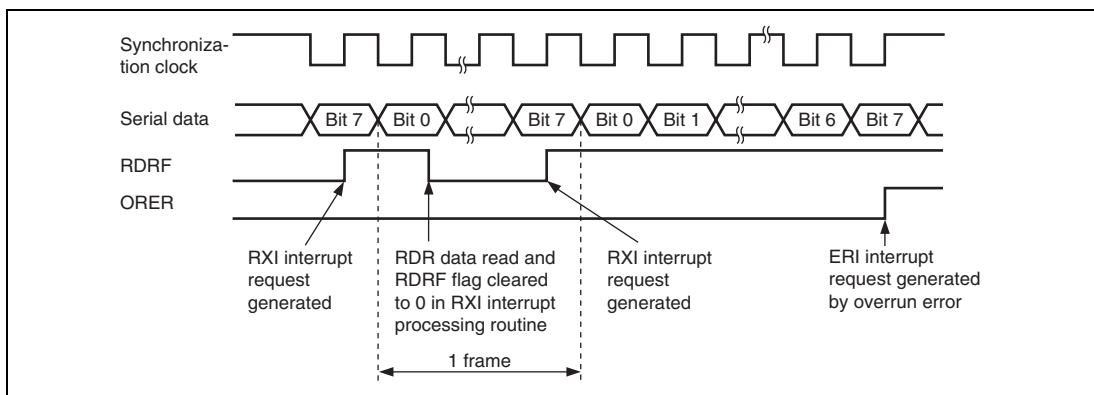 Synchroniza-
tion clock
Serial data
Bit 7 Bit 0 Bit 7 Bit 0 Bit 1 Bit 6 Bit 7
RDRF
ORER
RXI interrupt
request
generated
RDR data read and
RDRF flag cleared
to 0 in RXI interrupt
processing routine
RXI interrupt
request
generated
ERI interrupt
request generated
by overrun error
1 frame